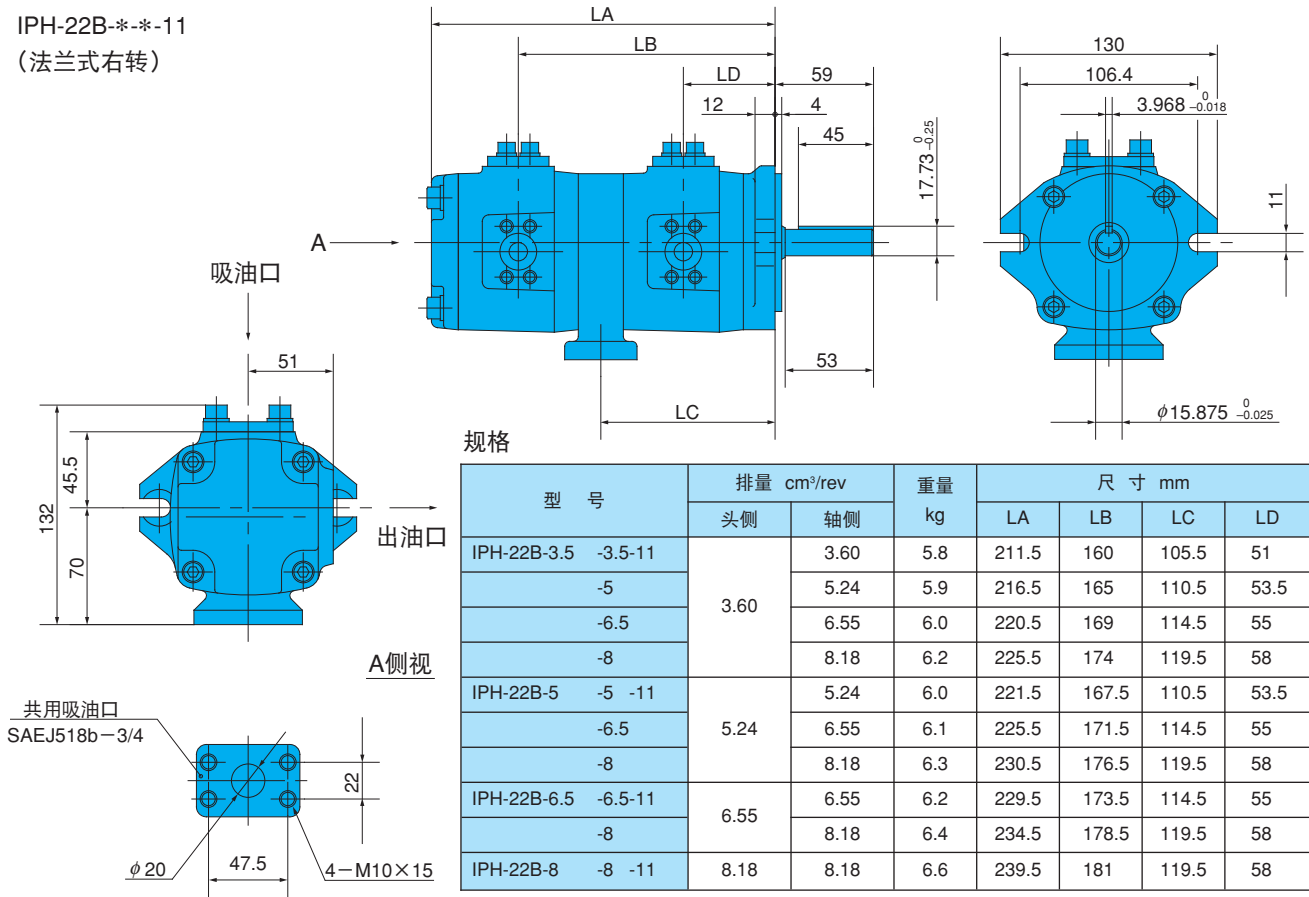 IPH-22B-*-*-11
（法兰式右转）
LA
LB
LD
59
12
4
45
17.73 0 -0.25
A
53
LC
130
106.4
3.968 0 -0.018
11
φ15.875 0 -0.025
吸油口
51
45.5
132
70
出油口
A侧视
共用吸油口
SAEJ518b-3/4
22
φ20
47.5
4-M10×15
规格
型 号 排量 cm³/rev 重量 kg 尺 寸 mm
头侧 轴侧 LA LB LC LD
IPH-22B-3.5 -3.5-11 3.60 3.60 5.8 211.5 160 105.5 51
-5 5.24 5.9 216.5 165 110.5 53.5
-6.5 6.55 6.0 220.5 169 114.5 55
-8 8.18 6.2 225.5 174 119.5 58
IPH-22B-5 -5 -11 5.24 5.24 6.0 221.5 167.5 110.5 53.5
-6.5 6.55 6.1 225.5 171.5 114.5 55
-8 8.18 6.3 230.5 176.5 119.5 58
IPH-22B-6.5 -6.5-11 6.55 6.55 6.2 229.5 173.5 114.5 55
-8 8.18 6.4 234.5 178.5 119.5 58
IPH-22B-8 -8 -11 8.18 8.18 6.6 239.5 181 119.5 58